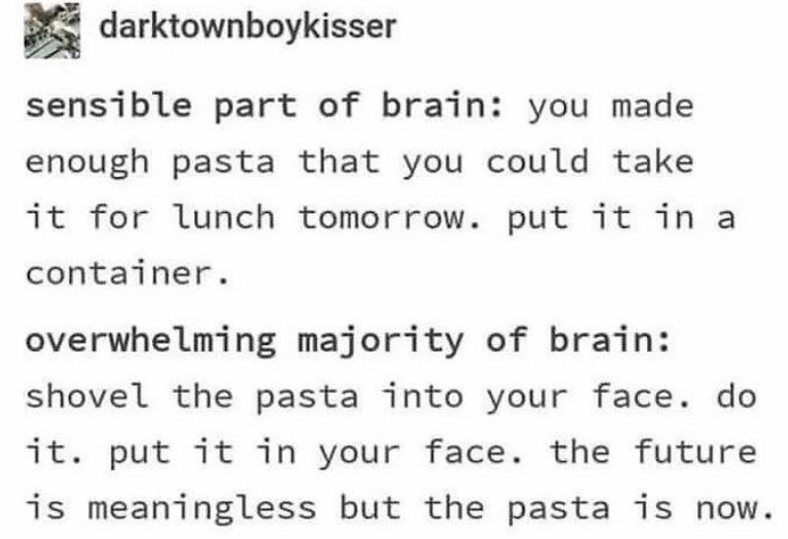 darktownboykisser
sensible part of brain: you made
enough pasta that you could take
it for lunch tomorrow. put it in a
container.
overwhelming majority of brain:
shovel the pasta into your face. do
it. put it in your face. the future
is meaningless but the pasta is now.